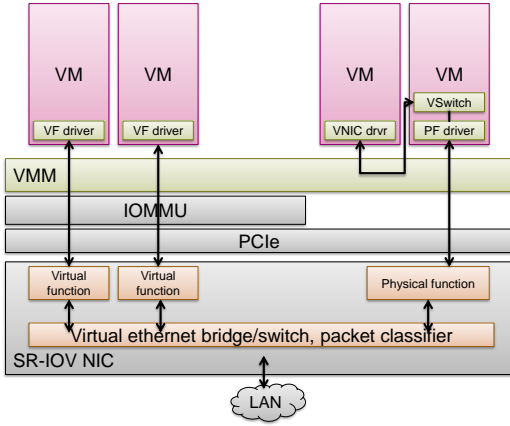 VM
VM
VM
VM
VSwitch
VF driver
VF driver
VNIC drvr
PF driver
VMM
IOMMU
PCIe
Virtual
function
Virtual
function
Physical function
Virtual ethernet bridge/switch, packet classifier
SR-IOV NIC
LAN